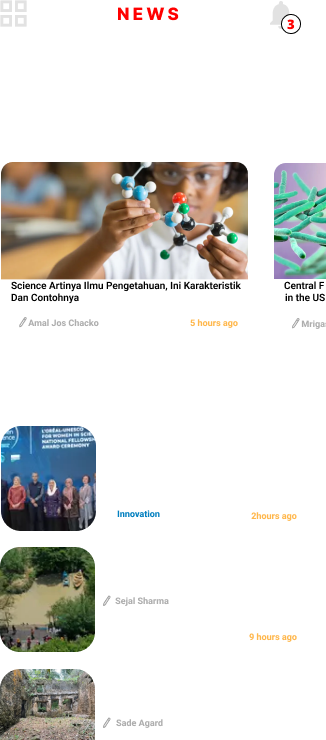 NEWS
3
Science Artinya Ilmu Pengetahuan, Ini Karakteristik
Dan Contohnya
Amal Jos Chacko
5 hours ago
Central F
in the US
Mrigas
L'ORÉAL-UNESCO
FOR WOMEN IN SCI
NATIONAL FELLOWSH
AWARD CEREMONY
Innovation
2hours ago
Sejal Sharma
9 hours ago
Sade Agard